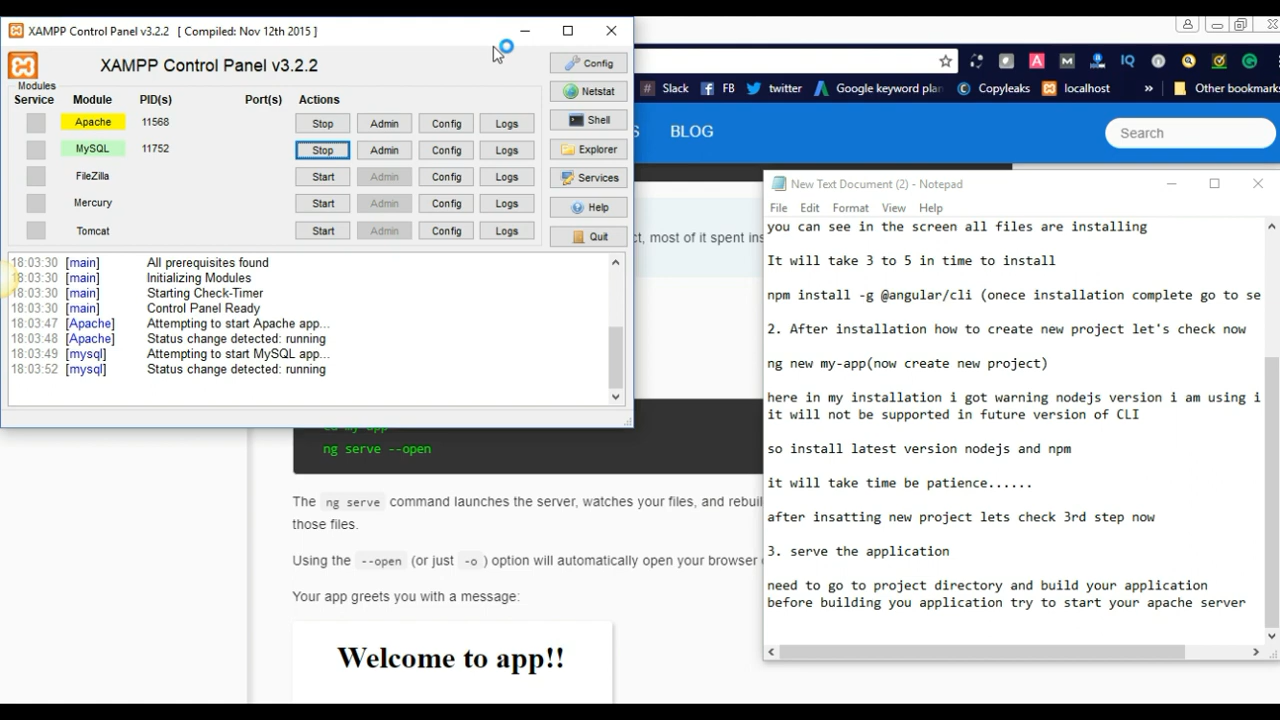 XAMPP Control Panel v3.2.2 [ Compiled: Nov 12th 2015 ]
XAMPP Control Panel v3.2.2
Config
Modules
Service Module PID(s) Port(s) Actions
Netstat
Apache 11568 Stop Admin Config Logs
Shell
MySQL 11752 Stop Admin Config Logs
Explorer
FileZilla Start Admin Config Logs
Services
Mercury Start Admin Config Logs
Help
Tomcat Start Admin Config Logs
Quit
18:03:30 [main] All prerequisites found
18:03:30 [main] Initializing Modules
18:03:30 [main] Starting Check-Timer
18:03:30 [main] Control Panel Ready
18:03:47 [Apache] Attempting to start Apache app...
18:03:48 [Apache] Status change detected: running
18:03:49 [mysql] Attempting to start MySQL app...
18:03:52 [mysql] Status change detected: running
IQ
Slack FB twitter Google keyword plan Copyleaks localhost » Other bookmarks
S BLOG
Search
ct, most of it spent ins
ng serve --open
The ng serve command launches the server, watches your files, and rebuil
those files.
Using the --open (or just -o ) option will automatically open your browser
Your app greets you with a message:
Welcome to app!!
New Text Document (2) - Notepad
File Edit Format View Help
you can see in the screen all files are installing
It will take 3 to 5 in time to install
npm install -g @angular/cli (onece installation complete go to se
2. After installation how to create new project let's check now
ng new my-app(now create new project)
here in my installation i got warning nodejs version i am using i
it will not be supported in future version of CLI
so install latest version nodejs and npm
it will take time be patience......
after insatting new project lets check 3rd step now
3. serve the application
need to go to project directory and build your application
before building you application try to start your apache server